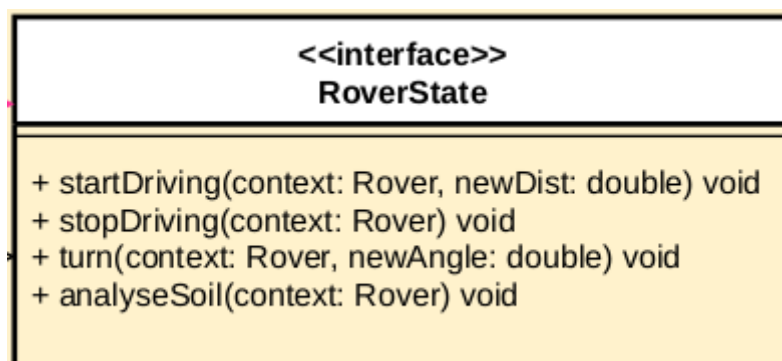 <<interface>>
RoverState
+ startDriving(context: Rover, newDist: double) void
+ stopDriving(context: Rover) void
+ turn(context: Rover, newAngle: double) void
+ analyseSoil(context: Rover) void